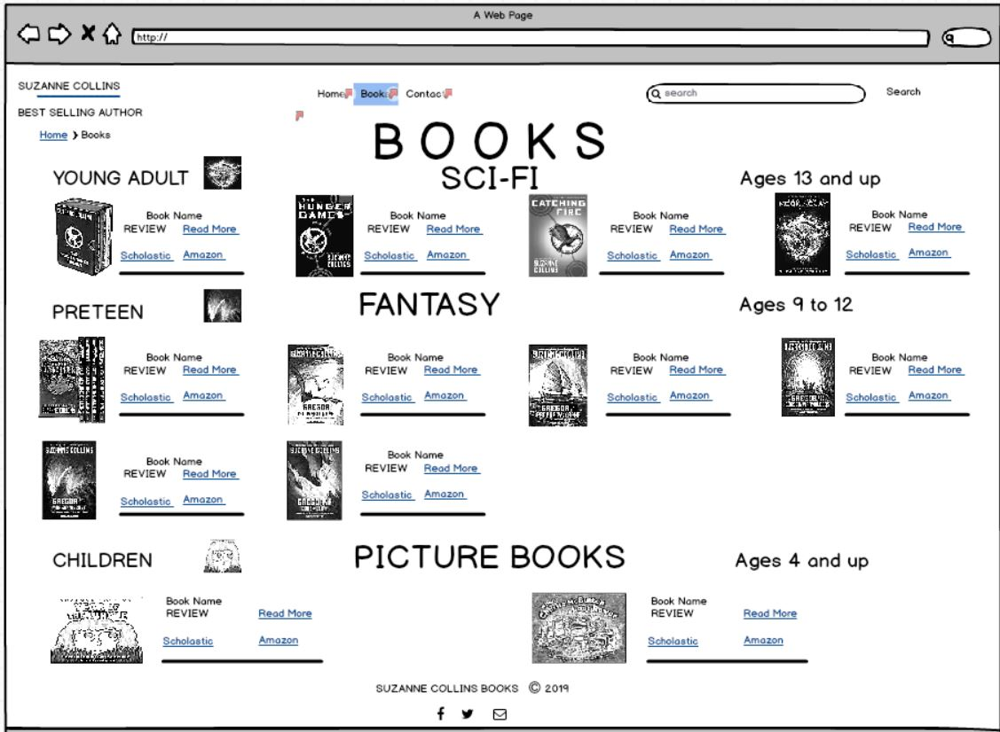 A Web Page
http://
SUZANNE COLLINS
Home Books Contact search Search
BEST SELLING AUTHOR
Home ❯ Books
BOOKS
YOUNG ADULT SCI-FI Ages 13 and up
THE HUNGER GAMES SUZANNE COLLINS
CATCHING FIRE SUZANNE COLLINS
Book Name Book Name Book Name Book Name
REVIEW Read More REVIEW Read More REVIEW Read More REVIEW Read More
Scholastic Amazon Scholastic Amazon Scholastic Amazon Scholastic Amazon
PRETEEN FANTASY Ages 9 to 12
Book Name Book Name Book Name Book Name
REVIEW Read More REVIEW Read More REVIEW Read More REVIEW Read More
Scholastic Amazon Scholastic Amazon Scholastic Amazon Scholastic Amazon
SUZANNE COLLINS GREGOR
SUZANNE COLLINS GREGOR
Book Name Book Name
REVIEW Read More REVIEW Read More
Scholastic Amazon Scholastic Amazon
CHILDREN PICTURE BOOKS Ages 4 and up
Book Name Book Name
REVIEW Read More REVIEW Read More
Scholastic Amazon Scholastic Amazon
SUZANNE COLLINS BOOKS © 2019